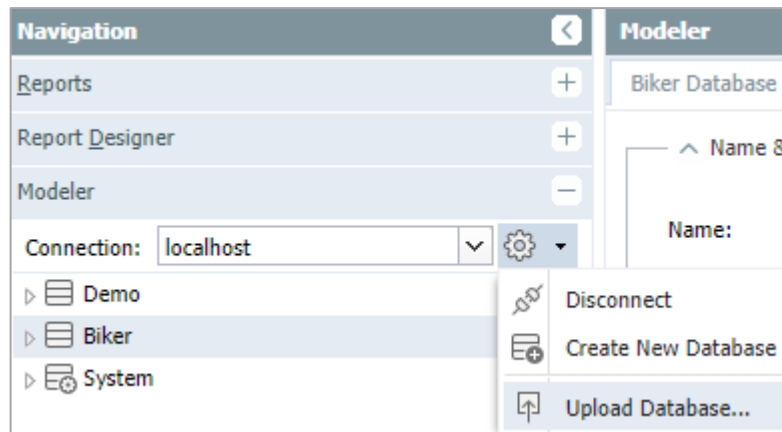 Navigation
Reports
Report Designer
Modeler
Connection: localhost
Demo
Biker
System
Disconnect
Create New Database
Upload Database...
Modeler
Biker Database
Name &
Name: